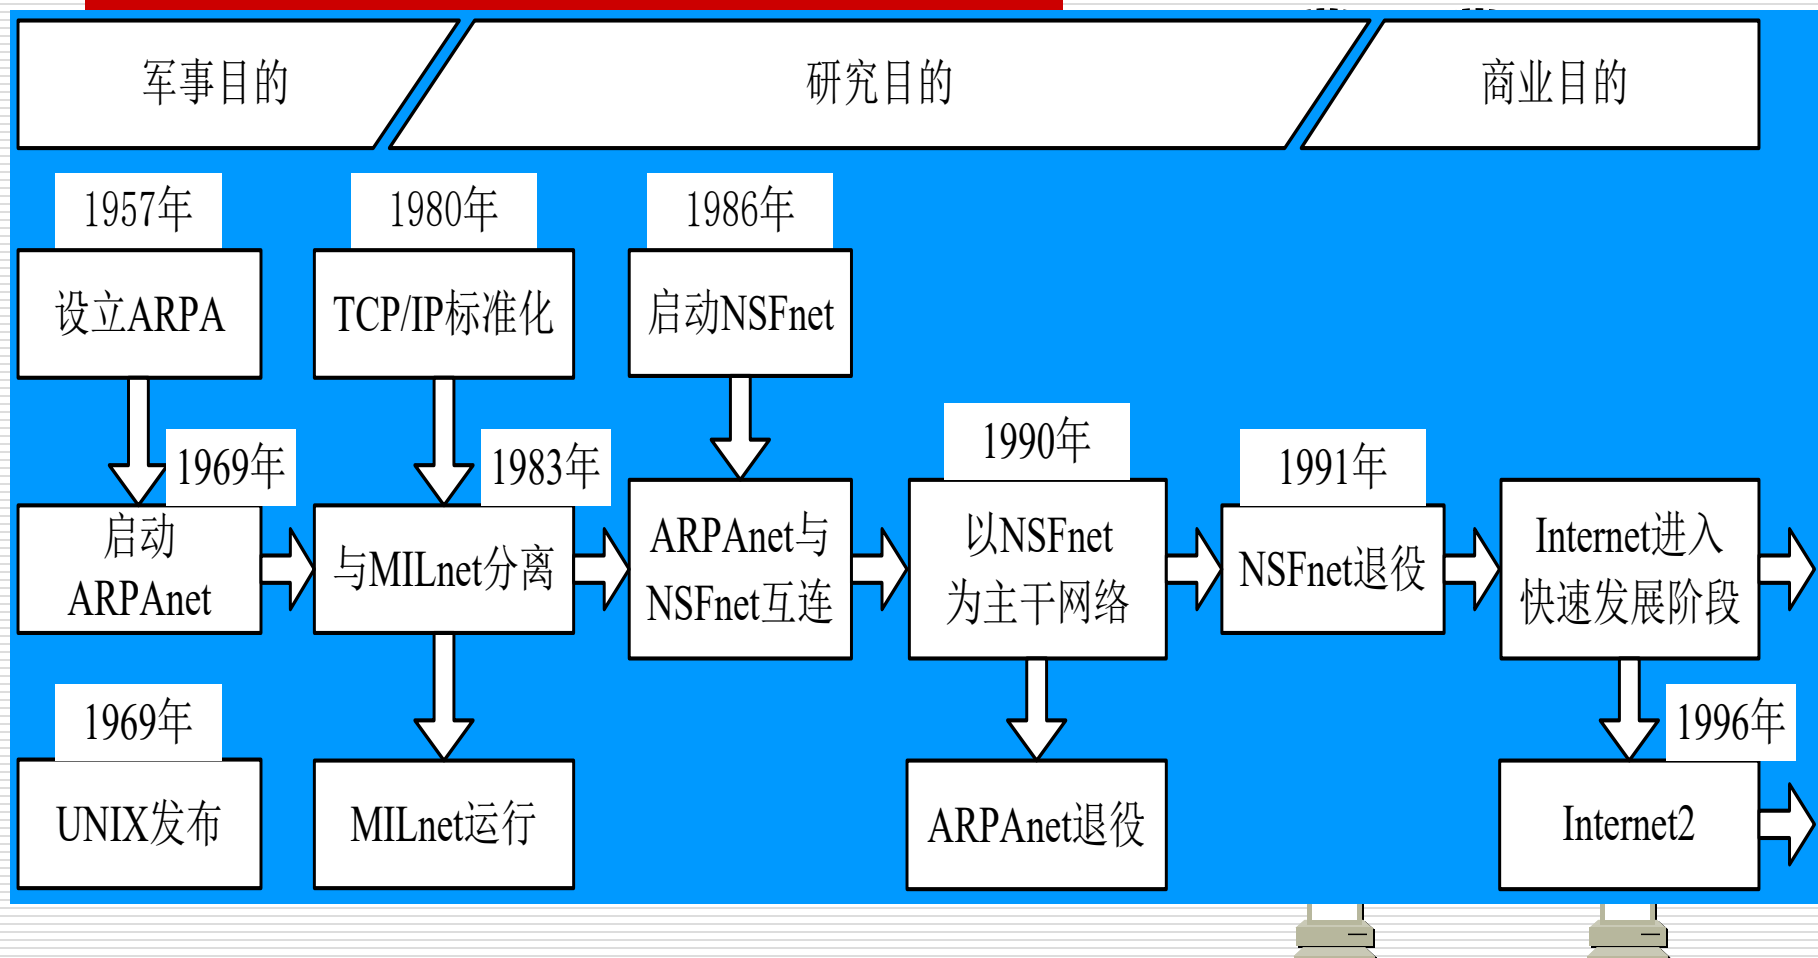 军事目的
研究目的
商业目的
1957年
1980年
1986年
设立ARPA
TCP/IP标准化
启动NSFnet
1969年
1983年
1990年
1991年
启动
ARPAnet
与MILnet分离
ARPAnet与
NSFnet互连
以NSFnet
为主干网络
NSFnet退役
Internet进入
快速发展阶段
1969年
1996年
UNIX发布
MILnet运行
ARPAnet退役
Internet2